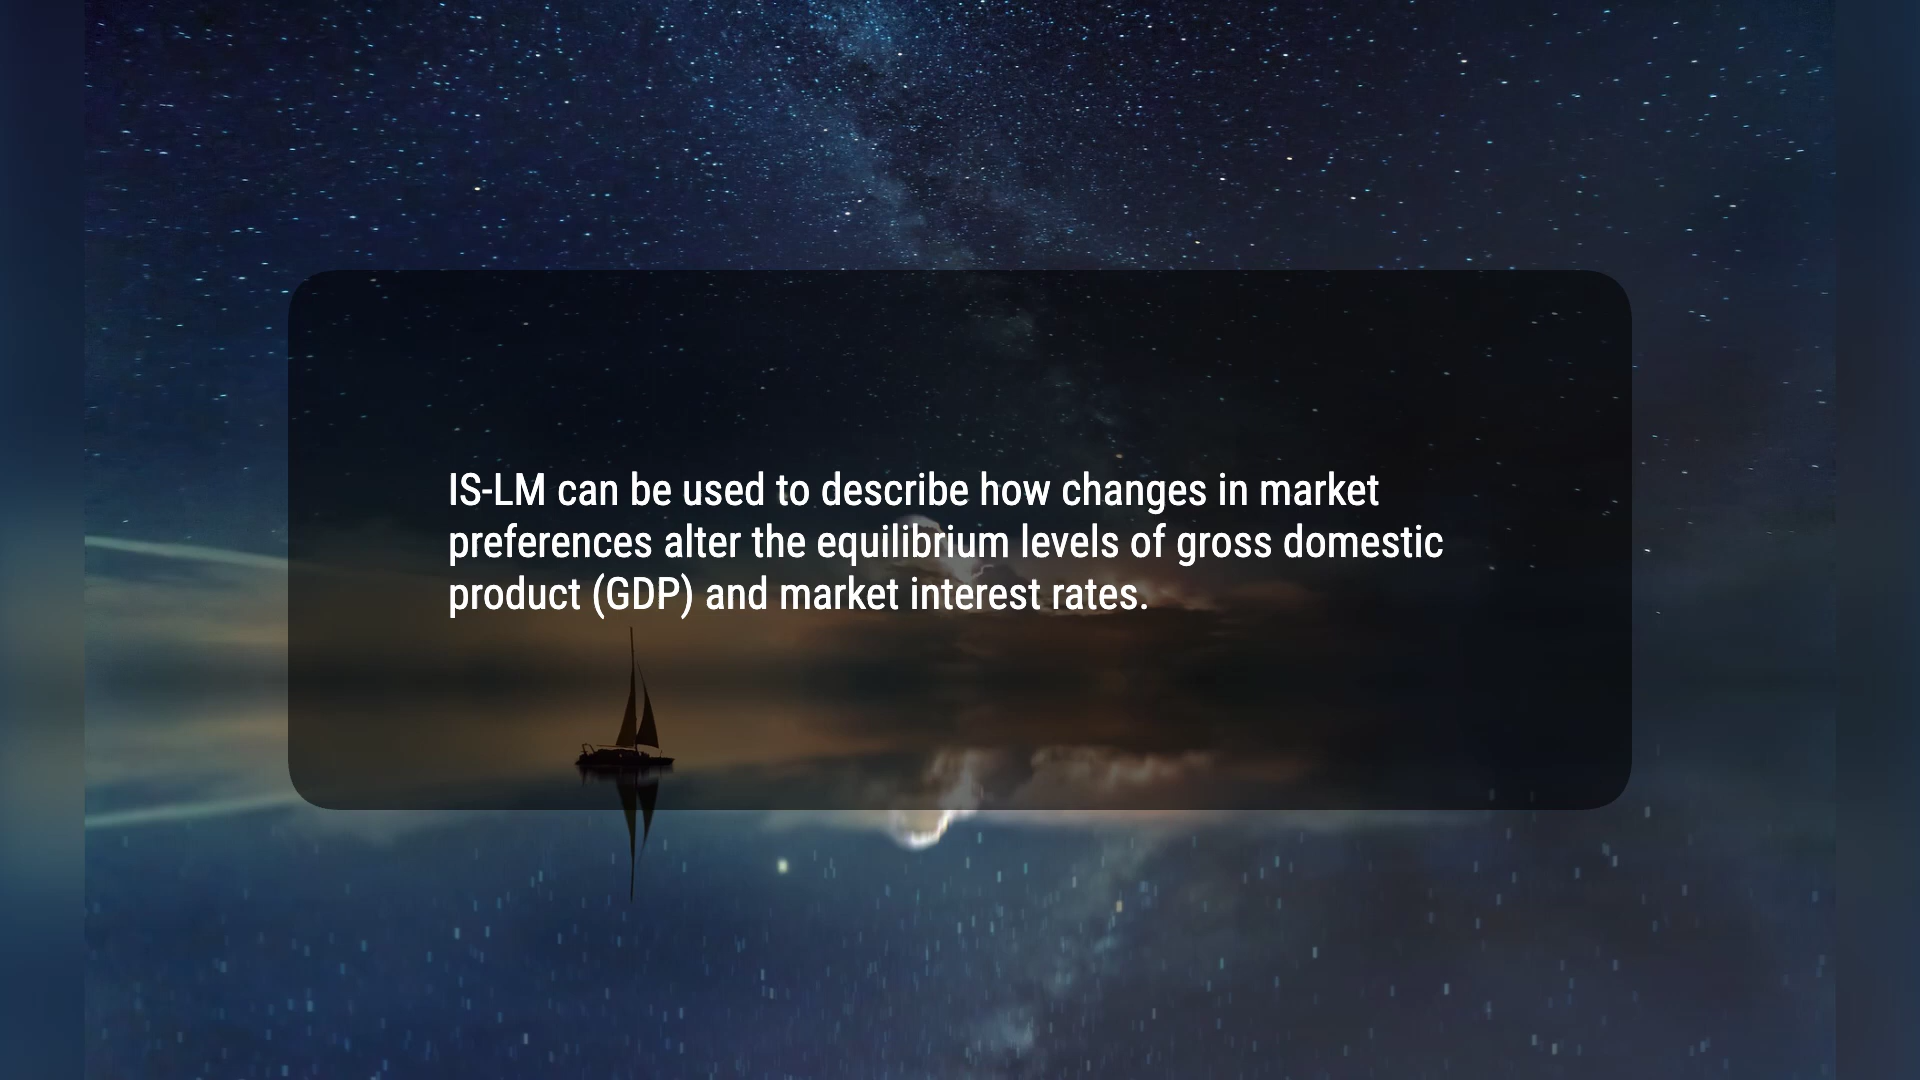 IS-LM can be used to describe how changes in market
preferences alter the equilibrium levels of gross domestic
product (GDP) and market interest rates.